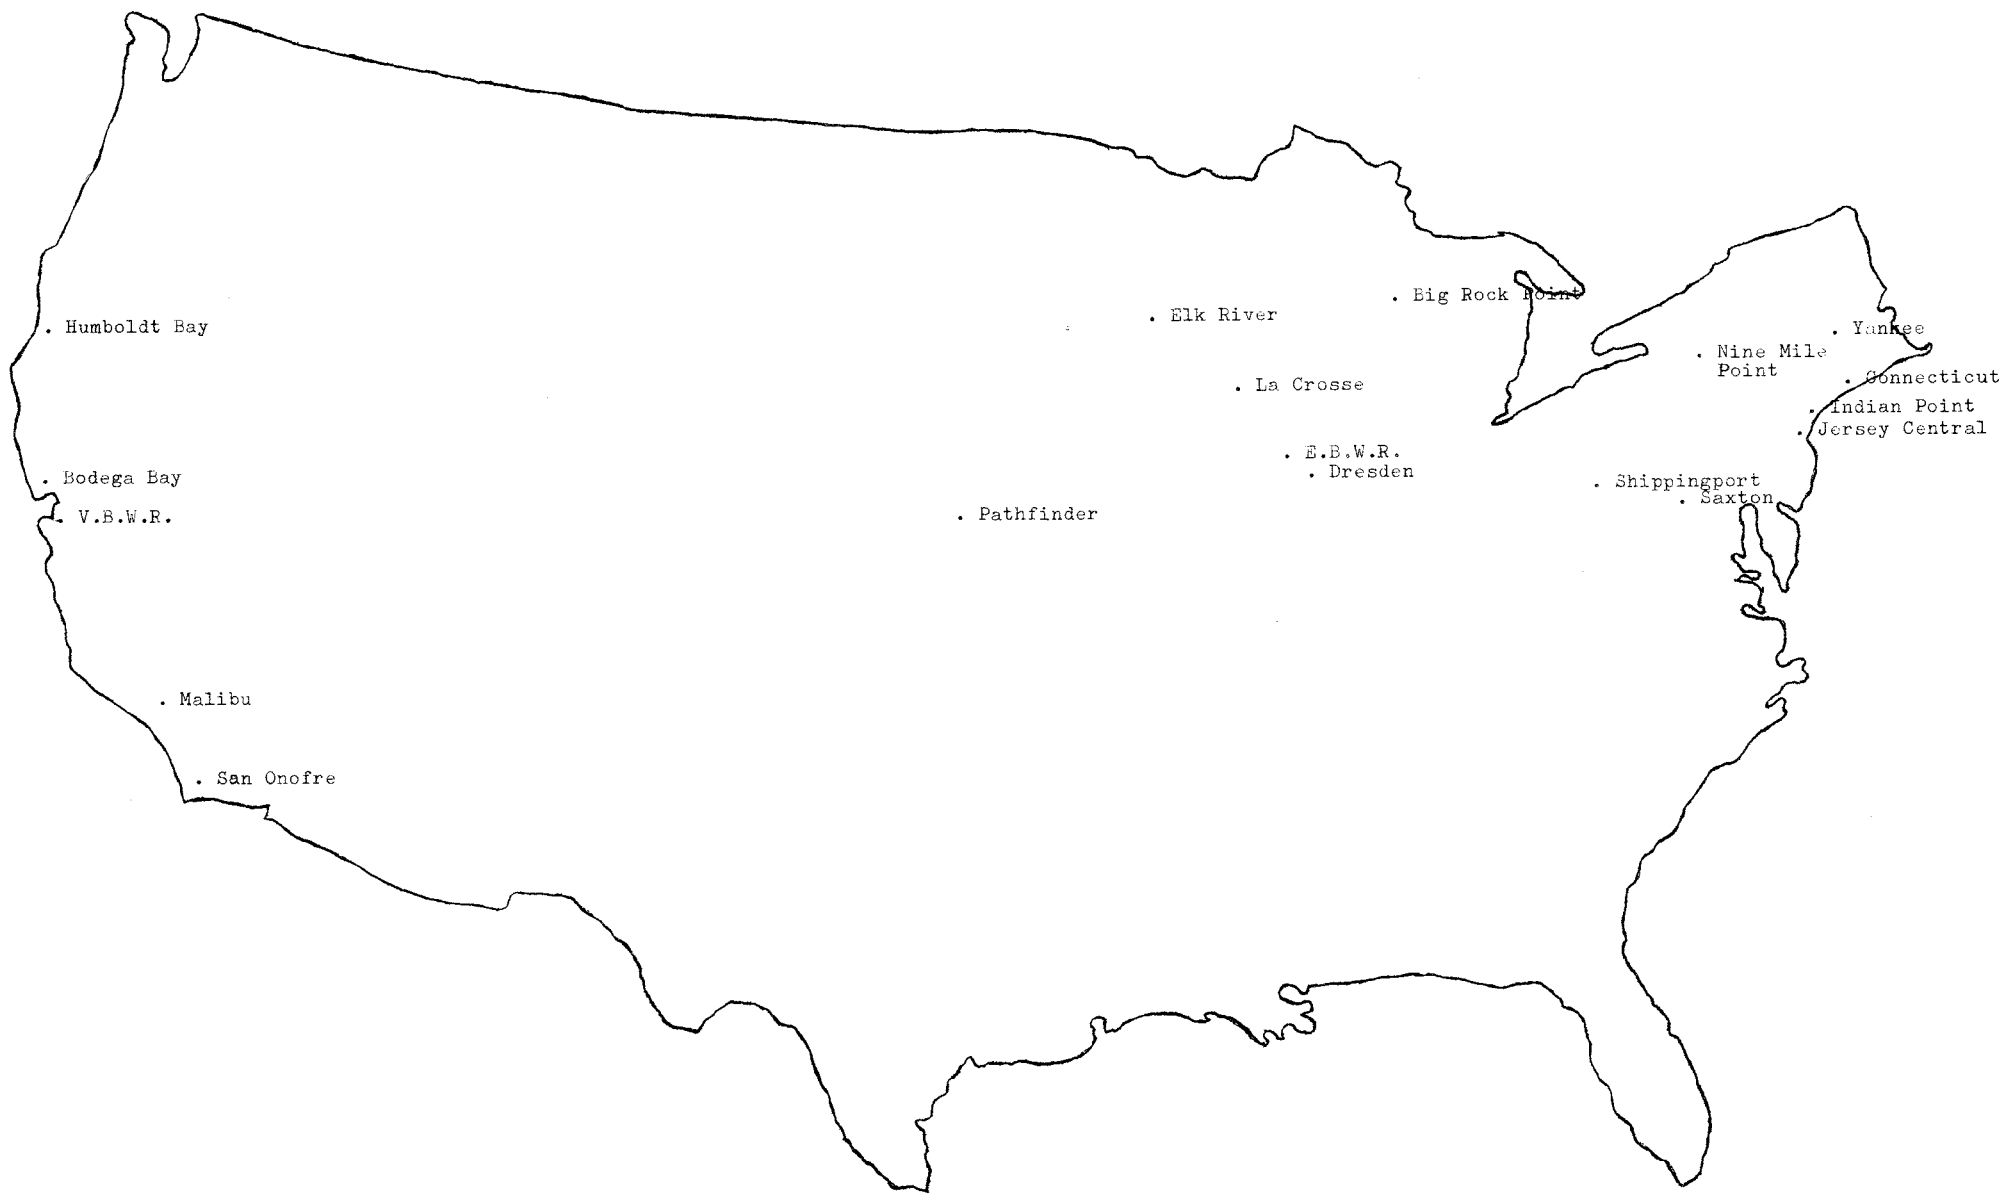 Big Rock Point
Elk River
Humboldt Bay
Yankee
Nine Mile
Point
Connecticut
La Crosse
Indian Point
Jersey Central
E.B.W.R.
Dresden
Bodega Bay
Shippingport
Saxton
V.B.W.R.
Pathfinder
Malibu
San Onofre